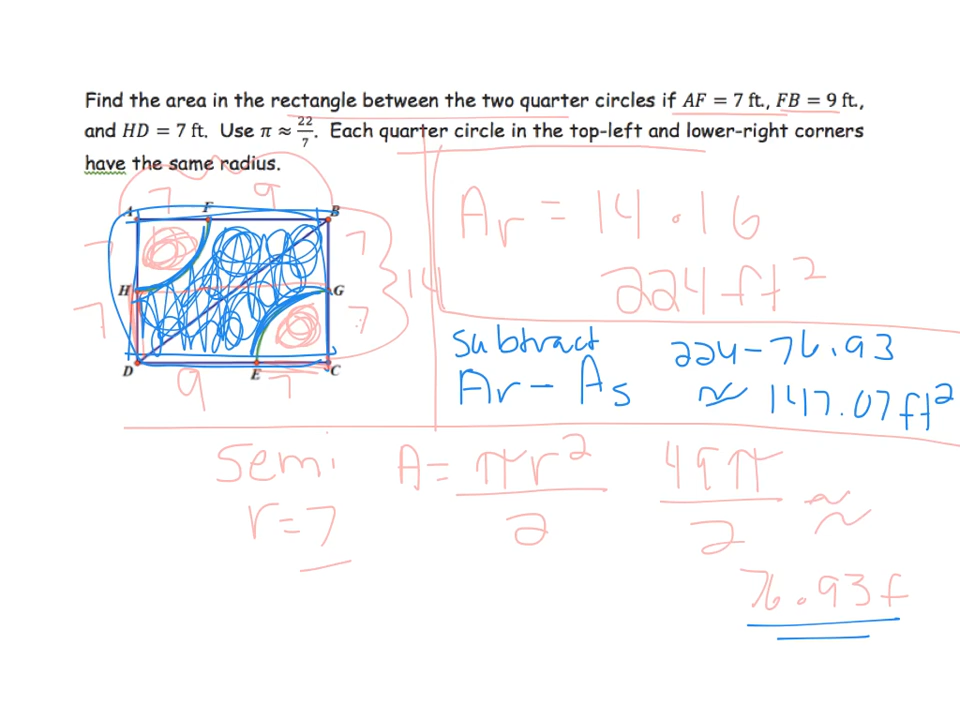 Find the area in the rectangle between the two quarter circles if AF = 7 ft., FB = 9 ft.,
and HD = 7 ft. Use π ≈ 22/7. Each quarter circle in the top-left and lower-right corners
have the same radius.
7 9
A F B
7 7
H G 14
7 7
D E C
9 7
Ar = 14 · 16
224 ft²
Subtract 224 - 76.93
Ar - As ≈ 147.07 ft²
Semi A = πr²/2 49π/2 ≈
r = 7
76.93 f